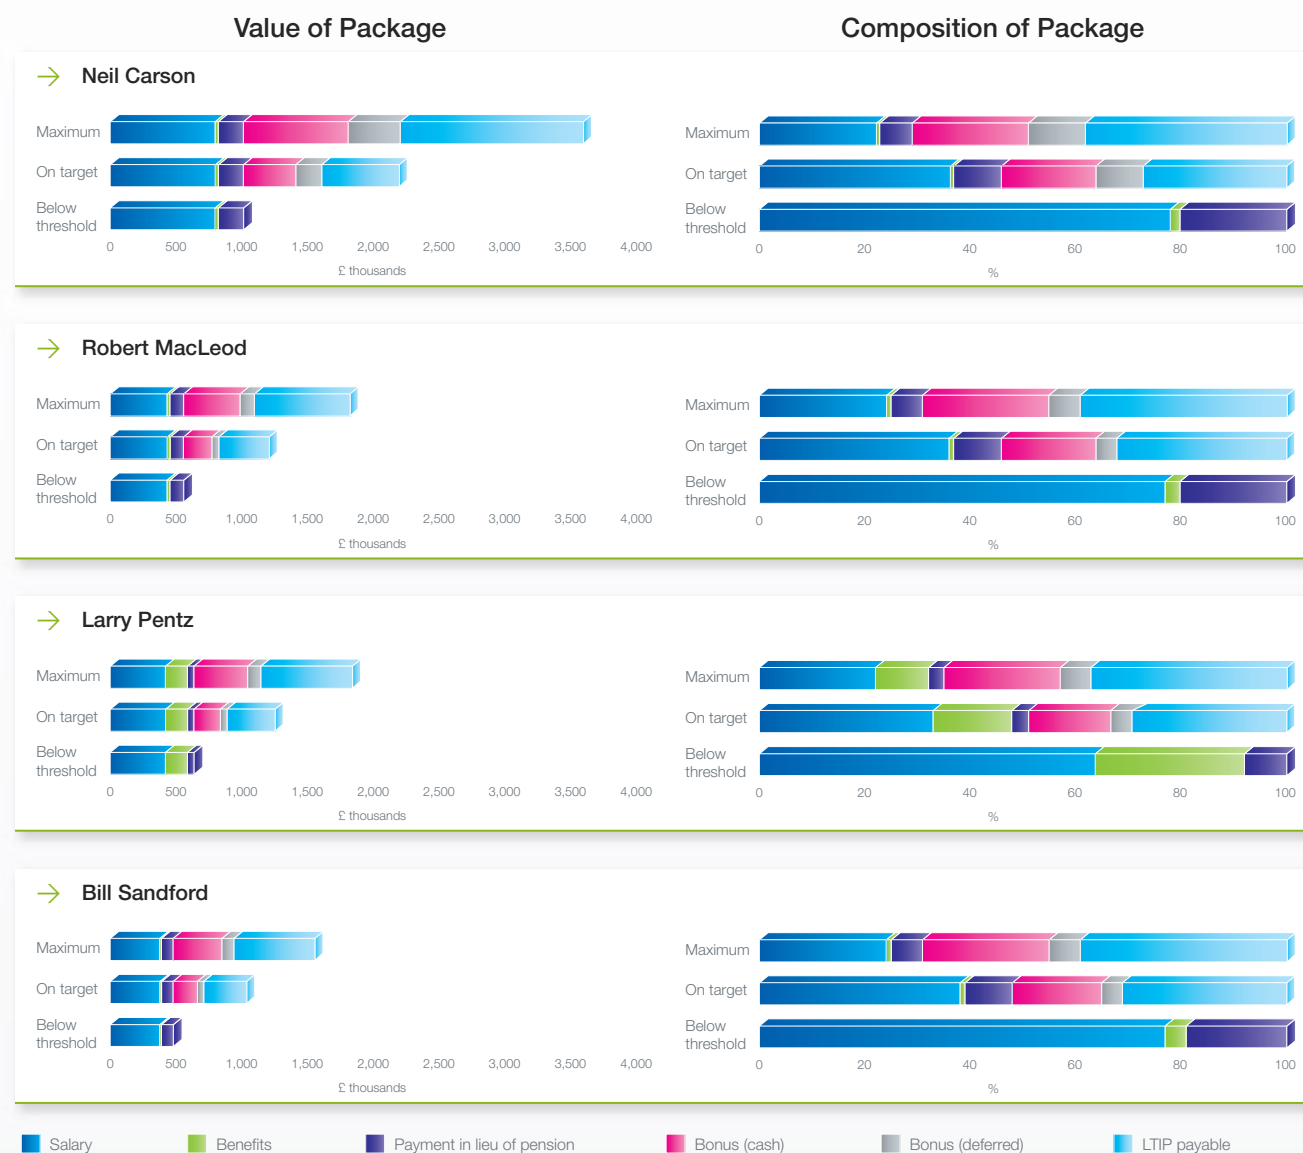 Value of Package
Composition of Package
Neil Carson
Maximum
On target
Below
threshold
0 500 1,000 1,500 2,000 2,500 3,000 3,500 4,000
£ thousands
Maximum
On target
Below
threshold
0 20 40 60 80 100
%
Robert MacLeod
Maximum
On target
Below
threshold
0 500 1,000 1,500 2,000 2,500 3,000 3,500 4,000
£ thousands
Maximum
On target
Below
threshold
0 20 40 60 80 100
%
Larry Pentz
Maximum
On target
Below
threshold
0 500 1,000 1,500 2,000 2,500 3,000 3,500 4,000
£ thousands
Maximum
On target
Below
threshold
0 20 40 60 80 100
%
Bill Sandford
Maximum
On target
Below
threshold
0 500 1,000 1,500 2,000 2,500 3,000 3,500 4,000
£ thousands
Maximum
On target
Below
threshold
0 20 40 60 80 100
%
Salary Benefits Payment in lieu of pension Bonus (cash) Bonus (deferred) LTIP payable